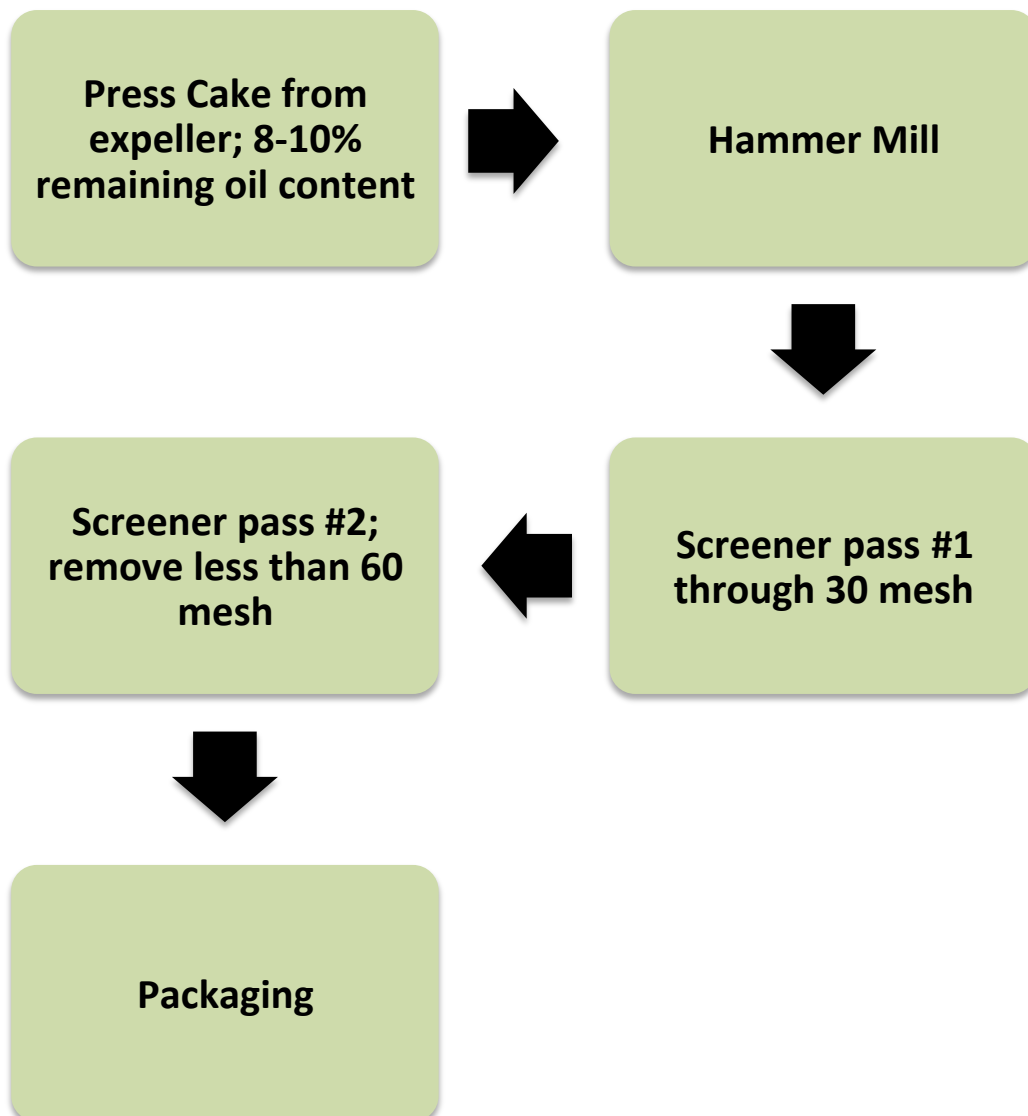 Press Cake from
expeller; 8-10%
remaining oil content
Hammer Mill
Screener pass #1
through 30 mesh
Screener pass #2;
remove less than 60
mesh
Packaging